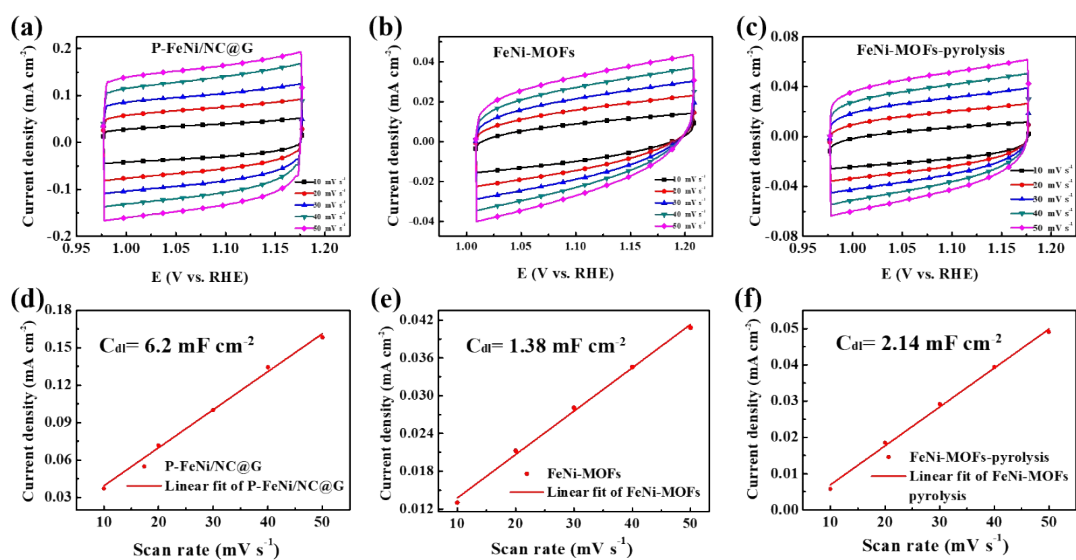 (a)
P-FeNi/NC@G
Current density (mA cm⁻²)
0.2
0.1
0.0
-0.1
-0.2
0.95
1.00
1.05
1.10
1.15
1.20
E (V vs. RHE)
10 mV s⁻¹
20 mV s⁻¹
30 mV s⁻¹
40 mV s⁻¹
50 mV s⁻¹
(b)
FeNi-MOFs
Current density (mA cm⁻²)
0.04
0.02
0.00
-0.02
-0.04
1.00
1.05
1.10
1.15
1.20
E (V vs. RHE)
10 mV s⁻¹
20 mV s⁻¹
30 mV s⁻¹
40 mV s⁻¹
50 mV s⁻¹
(c)
FeNi-MOFs-pyrolysis
Current density (mA cm⁻²)
0.08
0.04
0.00
-0.04
-0.08
0.95
1.00
1.05
1.10
1.15
1.20
E (V vs. RHE)
10 mV s⁻¹
20 mV s⁻¹
30 mV s⁻¹
40 mV s⁻¹
50 mV s⁻¹
(d)
Cdl= 6.2 mF cm⁻²
Current density (mA cm⁻²)
0.18
0.15
0.12
0.09
0.06
0.03
P-FeNi/NC@G
Linear fit of P-FeNi/NC@G
10
20
30
40
50
Scan rate (mV s⁻¹)
(e)
Cdl= 1.38 mF cm⁻²
Current density (mA cm⁻²)
0.042
0.036
0.030
0.024
0.018
0.012
FeNi-MOFs
Linear fit of FeNi-MOFs
10
20
30
40
50
Scan rate (mV s⁻¹)
(f)
Cdl= 2.14 mF cm⁻²
Current density (mA cm⁻²)
0.05
0.04
0.03
0.02
0.01
0.00
FeNi-MOFs-pyrolysis
Linear fit of FeNi-MOFs
pyrolysis
10
20
30
40
50
Scan rate (mV s⁻¹)